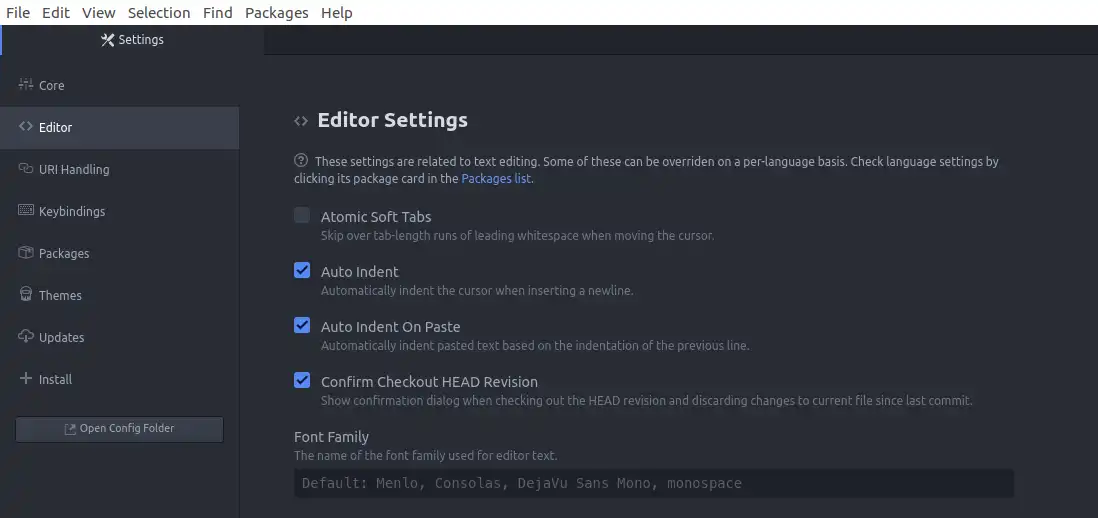 File Edit View Selection Find Packages Help
Settings
Core
Editor
URI Handling
Keybindings
Packages
Themes
Updates
Install
Open Config Folder
Editor Settings
These settings are related to text editing. Some of these can be overriden on a per-language basis. Check language settings by
clicking its package card in the Packages list.
Atomic Soft Tabs
Skip over tab-length runs of leading whitespace when moving the cursor.
Auto Indent
Automatically indent the cursor when inserting a newline.
Auto Indent On Paste
Automatically indent pasted text based on the indentation of the previous line.
Confirm Checkout HEAD Revision
Show confirmation dialog when checking out the HEAD revision and discarding changes to current file since last commit.
Font Family
The name of the font family used for editor text.
Default: Menlo, Consolas, DejaVu Sans Mono, monospace